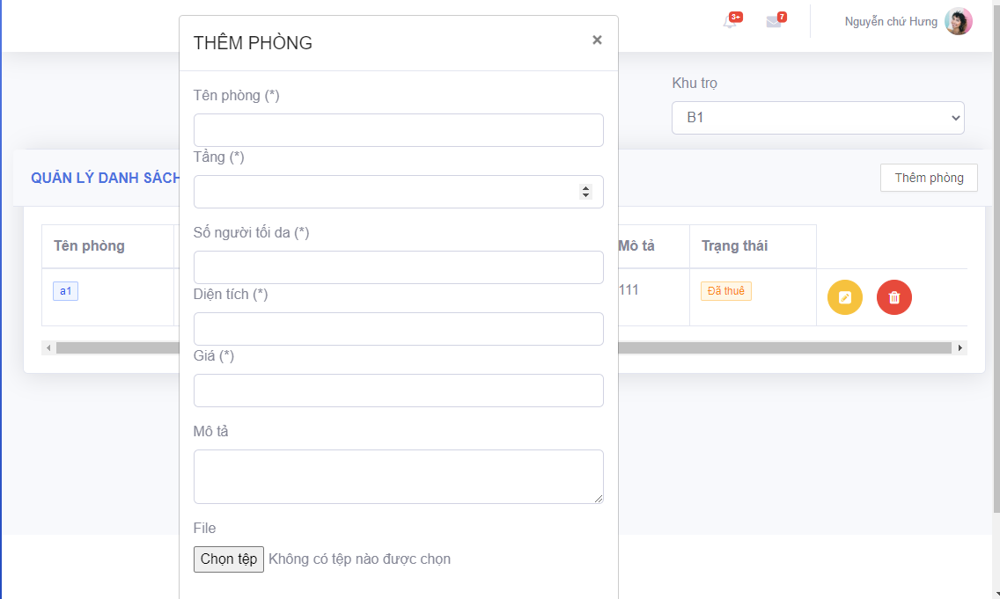 3+
7
Nguyễn chứ Hưng
THÊM PHÒNG
×
Khu trọ
B1
Tên phòng (*)
Tầng (*)
QUẢN LÝ DANH SÁCH
Thêm phòng
Số người tối da (*)
Tên phòng
Mô tả
Trạng thái
a1
111
Đã thuê
Diện tích (*)
Giá (*)
Mô tả
File
Chọn tệp Không có tệp nào được chọn